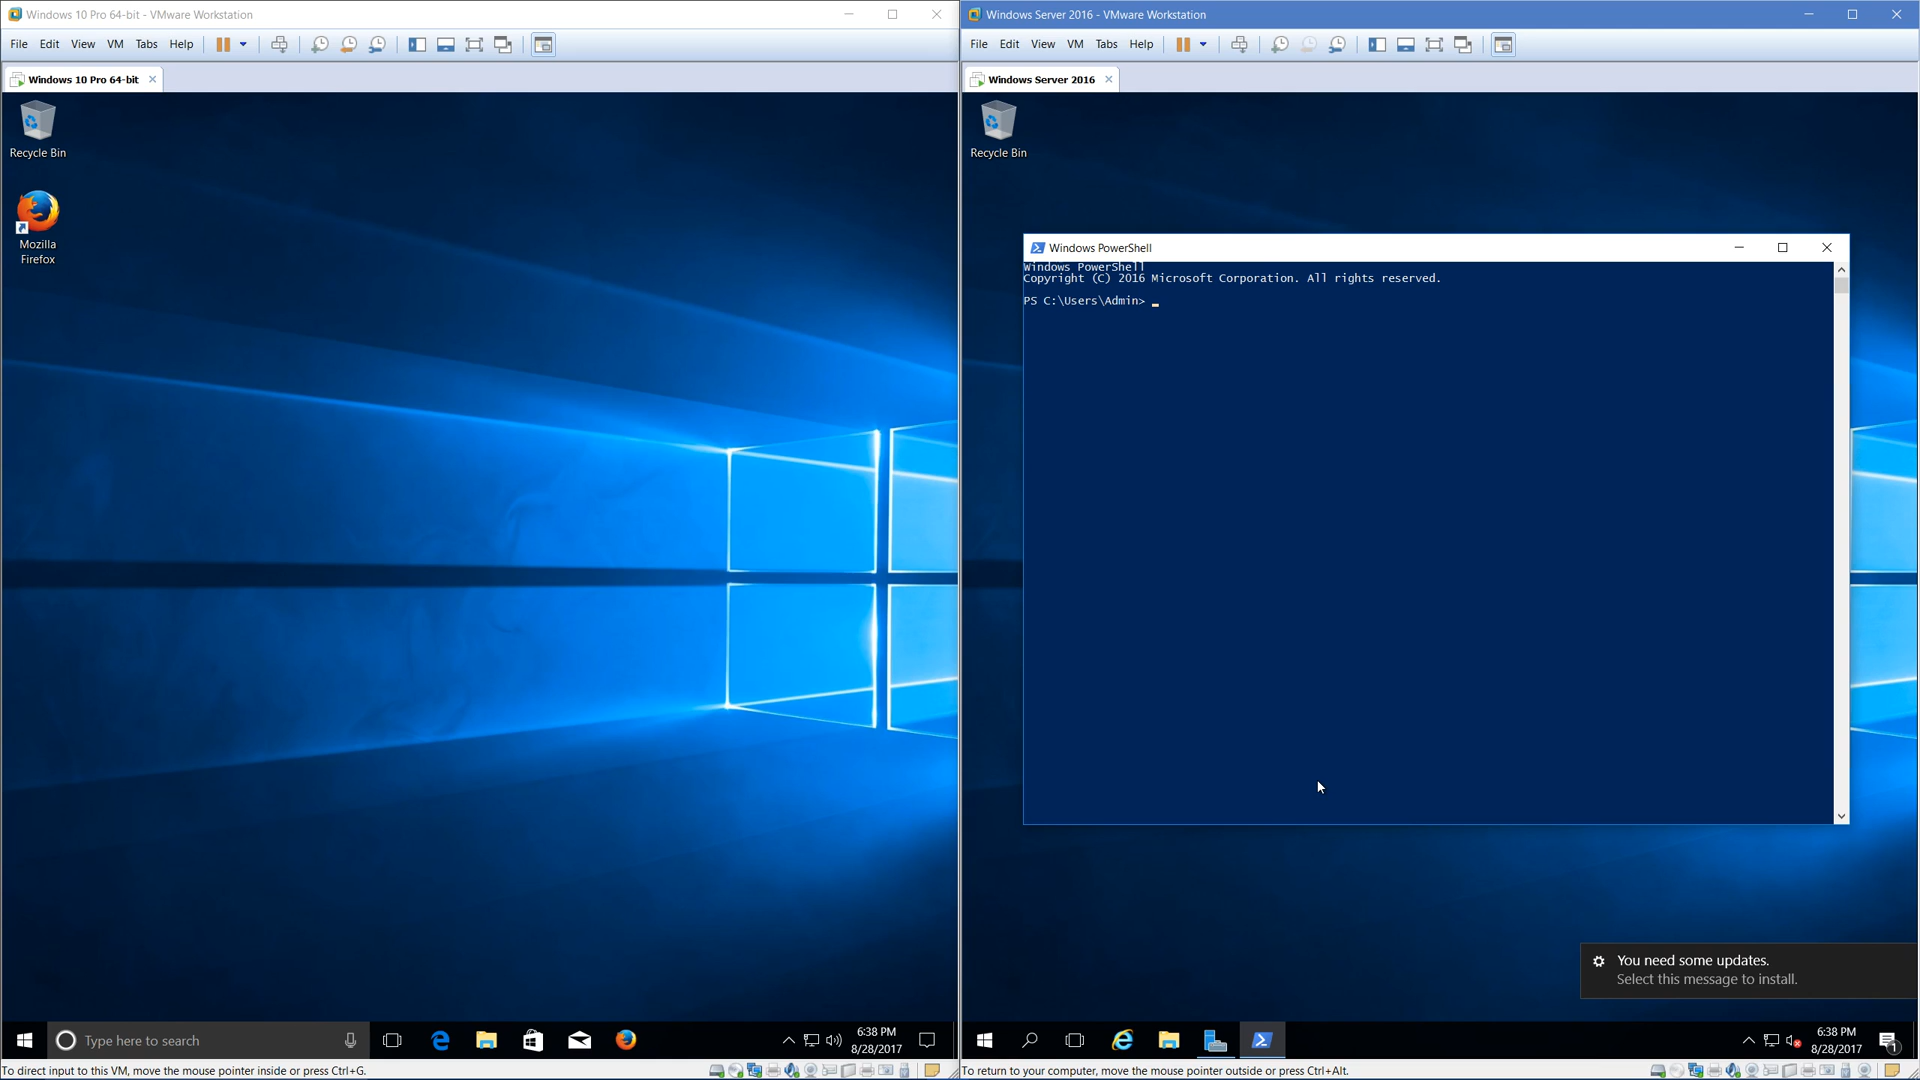 Windows 10 Pro 64-bit - VMware Workstation
File Edit View VM Tabs Help
Windows 10 Pro 64-bit
Recycle Bin
Mozilla
Firefox
Type here to search
6:38 PM
8/28/2017
To direct input to this VM, move the mouse pointer inside or press Ctrl+G.
Windows Server 2016 - VMware Workstation
File Edit View VM Tabs Help
Windows Server 2016
Recycle Bin
Windows PowerShell
Windows PowerShell
Copyright (C) 2016 Microsoft Corporation. All rights reserved.
PS C:\Users\Admin> _
You need some updates.
Select this message to install.
6:38 PM
8/28/2017
1
To return to your computer, move the mouse pointer outside or press Ctrl+Alt.